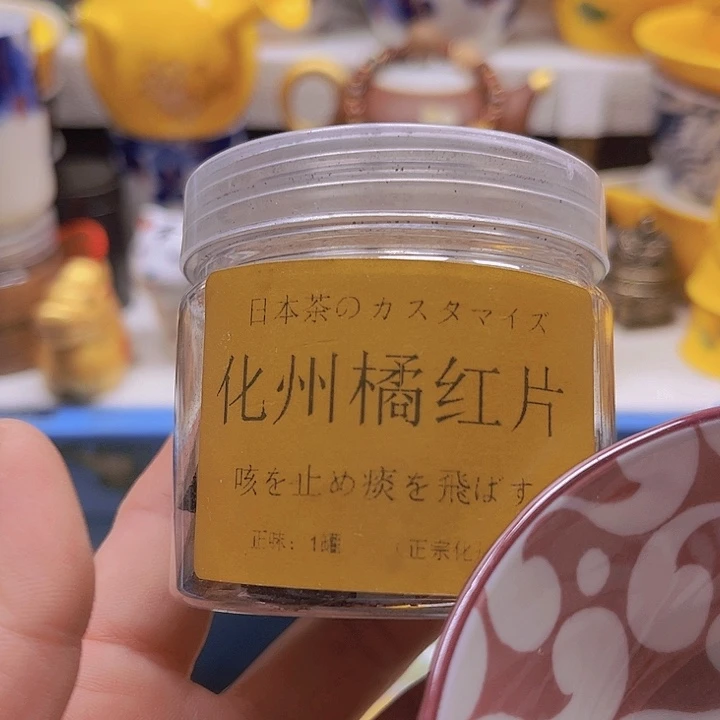 日本茶のカスタマイズ
化州橘红片
咳を止め痰を飛ばす
正味: 1罐 (正宗化